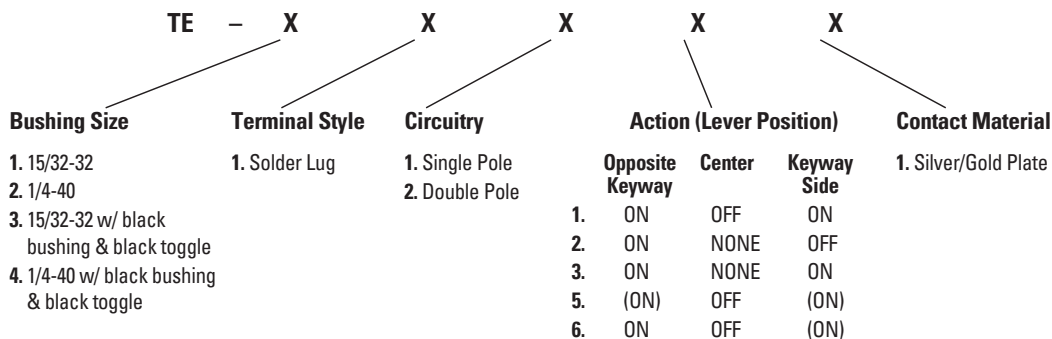 TE – X X X X X
Bushing Size
1. 15/32-32
2. 1/4-40
3. 15/32-32 w/ black
bushing & black toggle
4. 1/4-40 w/ black bushing
& black toggle
Terminal Style
1. Solder Lug
Circuitry
1. Single Pole
2. Double Pole
Action (Lever Position)
Opposite Center Keyway
Keyway Side
1. ON OFF ON
2. ON NONE OFF
3. ON NONE ON
5. (ON) OFF (ON)
6. ON OFF (ON)
Contact Material
1. Silver/Gold Plate